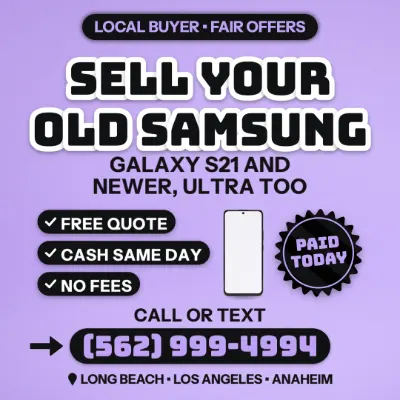 LOCAL BUYER • FAIR OFFERS
SELL YOUR
OLD SAMSUNG
GALAXY S21 AND
NEWER, ULTRA TOO
✓ FREE QUOTE
✓ CASH SAME DAY
✓ NO FEES
PAID
TODAY
CALL OR TEXT
(562) 999-4994
LONG BEACH • LOS ANGELES • ANAHEIM